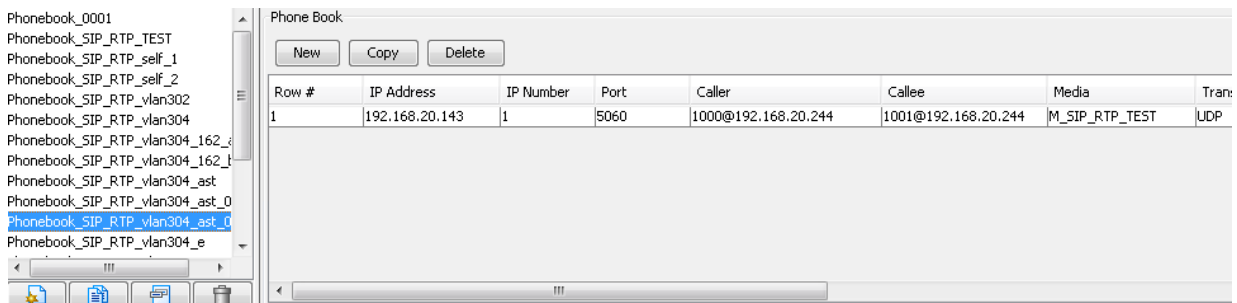 Phonebook_0001
Phonebook_SIP_RTP_TEST
Phonebook_SIP_RTP_self_1
Phonebook_SIP_RTP_self_2
Phonebook_SIP_RTP_vlan302
Phonebook_SIP_RTP_vlan304
Phonebook_SIP_RTP_vlan304_162_
Phonebook_SIP_RTP_vlan304_162_
Phonebook_SIP_RTP_vlan304_ast
Phonebook_SIP_RTP_vlan304_ast_0
Phonebook_SIP_RTP_vlan304_ast_0
Phonebook_SIP_RTP_vlan304_e
Phone Book
New Copy Delete
Row # IP Address IP Number Port Caller Callee Media Trans
1 192.168.20.143 1 5060 1000@192.168.20.244 1001@192.168.20.244 M_SIP_RTP_TEST UDP